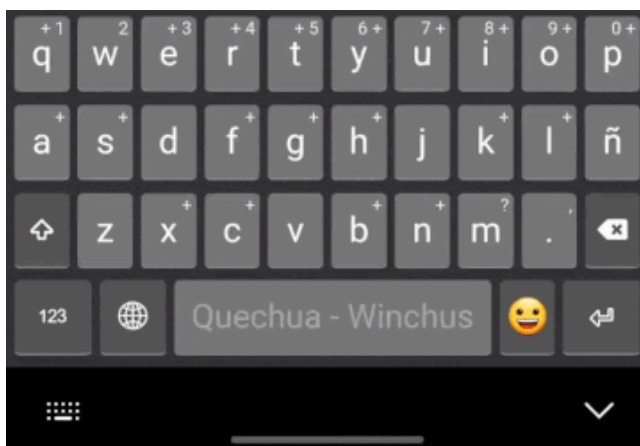 +1 2 +3 +4 +5 6+ 7+ 8+ 9+ 0+
q w e r t y u i o p
+ + + + + + +
a s d f g h j k l ñ
+ + + + ? ,
z x c v b n m .
123 Quechua - Winchus